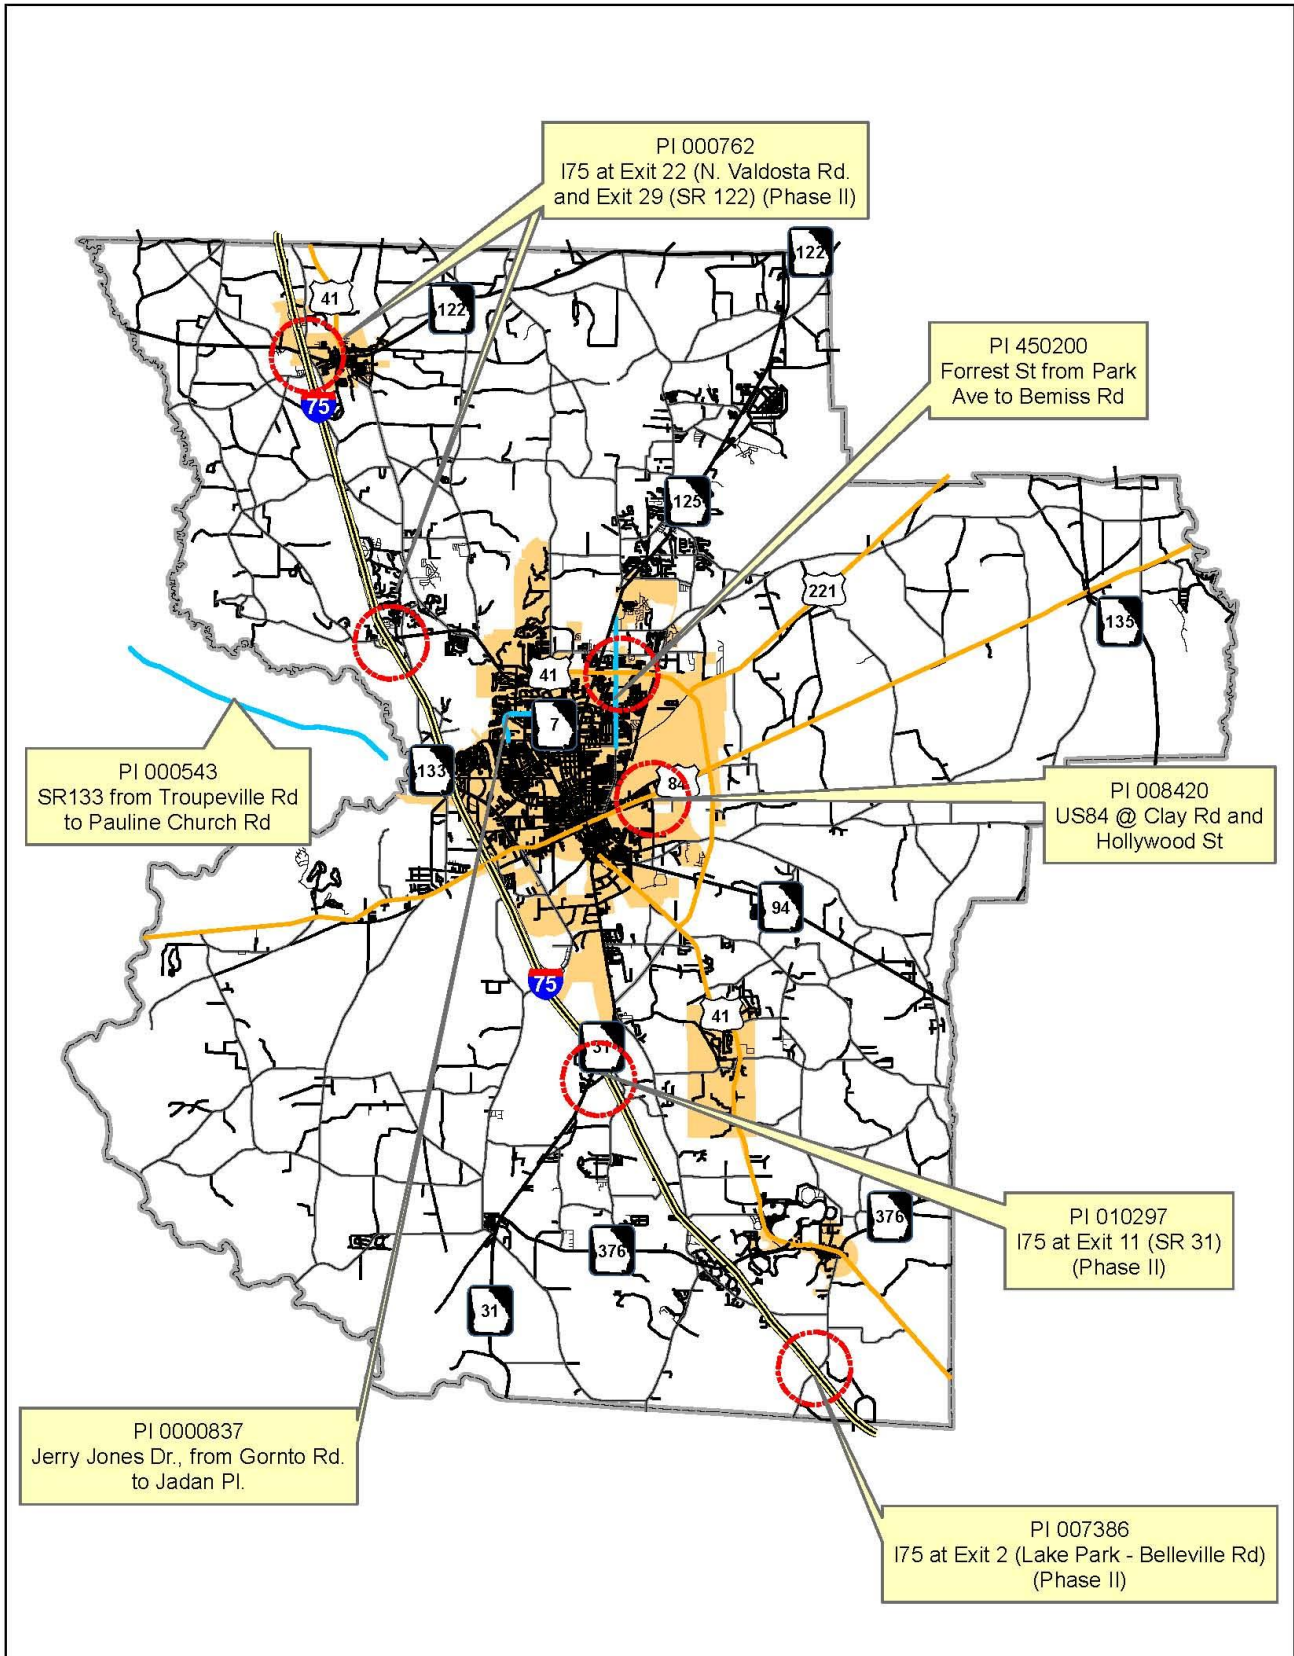 PI 000762
I75 at Exit 22 (N. Valdosta Rd.
and Exit 29 (SR 122) (Phase II)
122
41
122
PI 450200
Forrest St from Park
Ave to Bemiss Rd
75
125
221
135
41
7
133
84
PI 000543
SR133 from Troupeville Rd
to Pauline Church Rd
PI 008420
US84 @ Clay Rd and
Hollywood St
94
75
41
31
PI 010297
I75 at Exit 11 (SR 31)
(Phase II)
376
376
31
PI 0000837
Jerry Jones Dr., from Gornto Rd.
to Jadan Pl.
PI 007386
I75 at Exit 2 (Lake Park - Belleville Rd)
(Phase II)